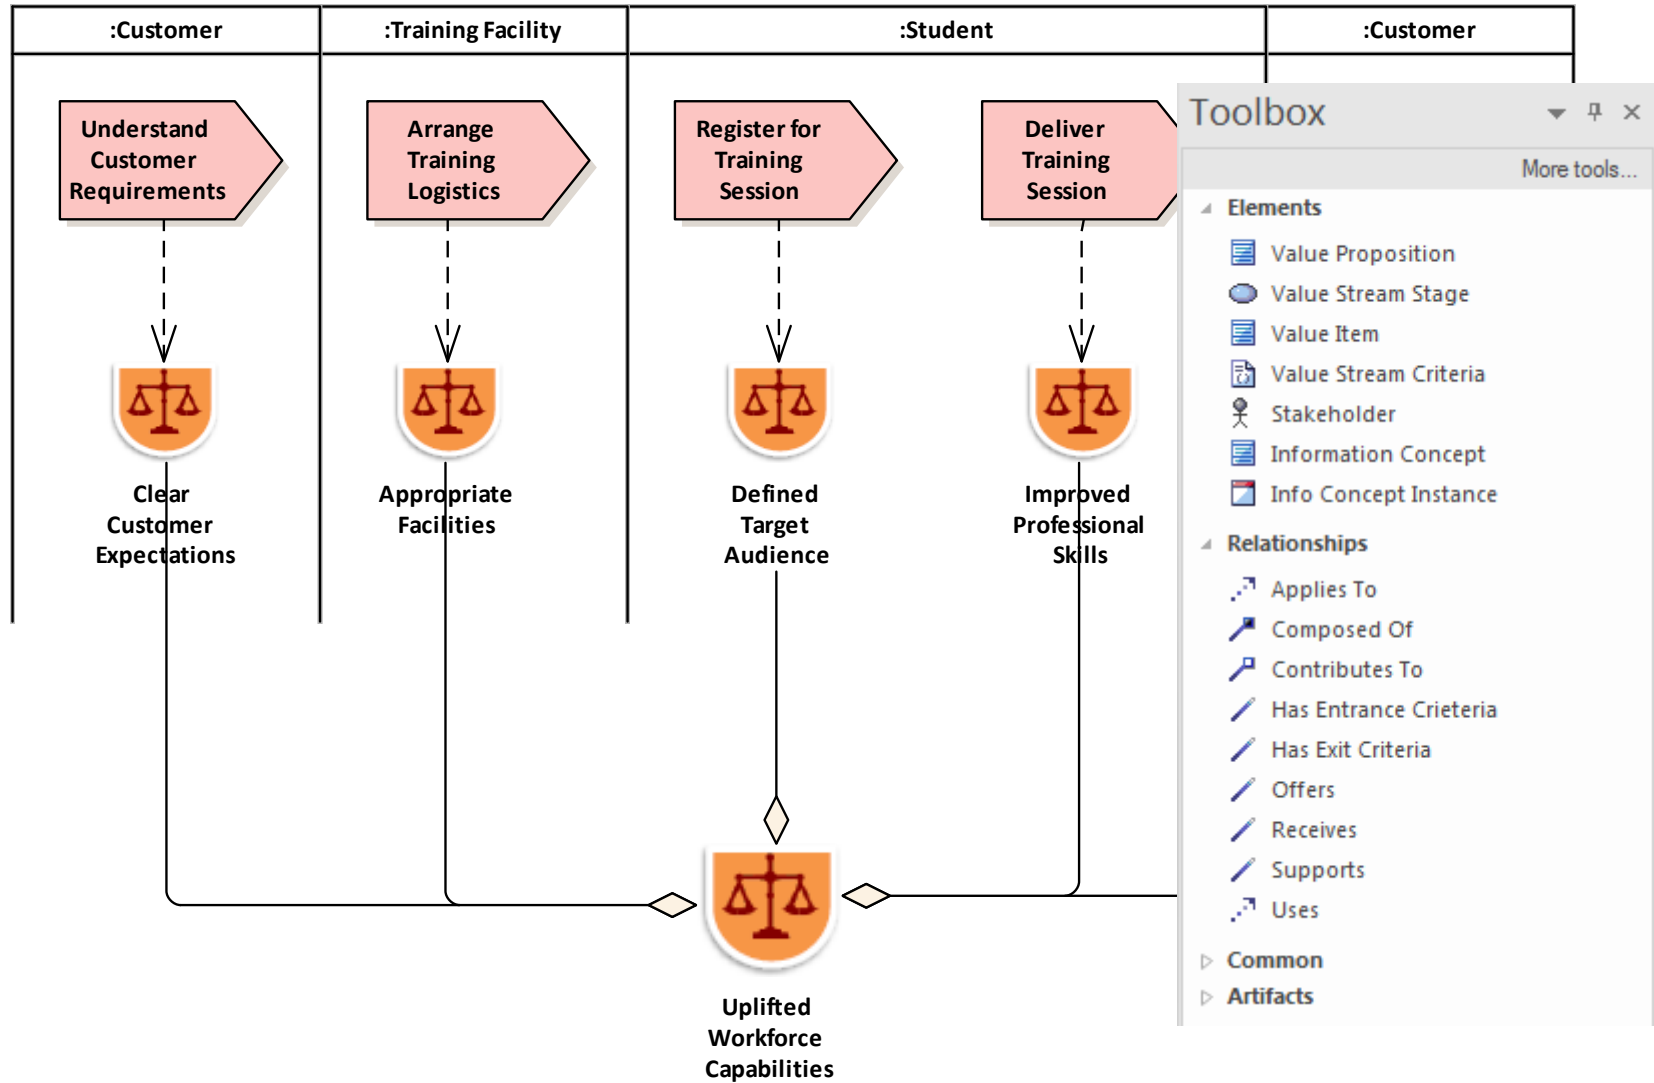 :Customer
:Training Facility
:Student
:Customer
Understand
Customer
Requirements
Arrange
Training
Logistics
Register for
Training
Session
Deliver
Training
Session
Clear
Customer
Expectations
Appropriate
Facilities
Defined
Target
Audience
Improved
Professional
Skills
Uplifted
Workforce
Capabilities
Toolbox
More tools...
Elements
Value Proposition
Value Stream Stage
Value Item
Value Stream Criteria
Stakeholder
Information Concept
Info Concept Instance
Relationships
Applies To
Composed Of
Contributes To
Has Entrance Crieteria
Has Exit Criteria
Offers
Receives
Supports
Uses
Common
Artifacts